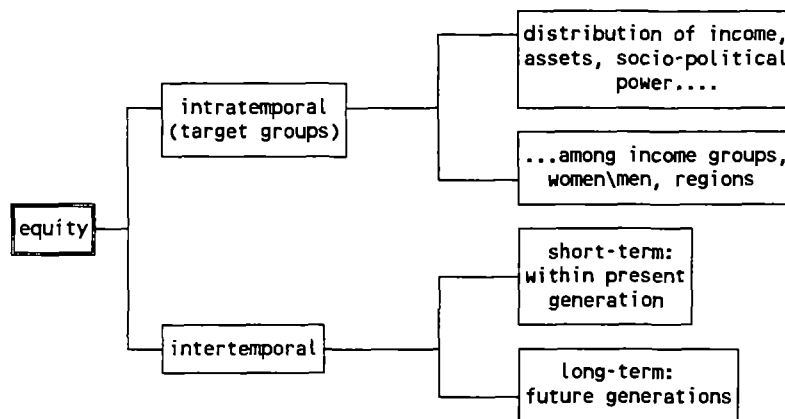 distribution of income,
assets, socio-political
power....
intratemporal
(target groups)
...among income groups,
women\men, regions
equity
short-term:
within present
generation
intertemporal
long-term:
future generations